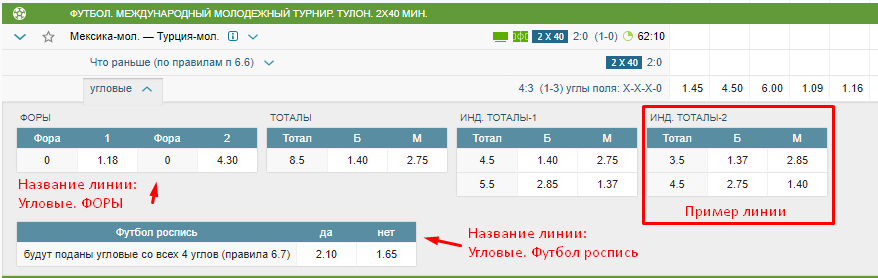 ФУТБОЛ. МЕЖДУНАРОДНЫЙ МОЛОДЕЖНЫЙ ТУРНИР. ТУЛОН. 2X40 МИН.
Мексика-мол. — Турция-мол. 2 X 40 2:0 (1-0) 62:10
Что раньше (по правилам п 6.6) 2 X 40 2:0
угловые 4:3 (1-3) углы поля: X-X-X-0 1.45 4.50 6.00 1.09 1.16
ФОРЫ ТОТАЛЫ ИНД. ТОТАЛЫ-1 ИНД. ТОТАЛЫ-2
Фора 1 Фора 2 Тотал Б М Тотал Б М Тотал Б М
0 1.18 0 4.30 8.5 1.40 2.75 4.5 1.40 2.75 3.5 1.37 2.85
5.5 2.85 1.37 4.5 2.75 1.40
Название линии:
Угловые. ФОРЫ
Пример линии
Футбол роспись да нет
будут поданы угловые со всех 4 углов (правила 6.7) 2.10 1.65
Название линии:
Угловые. Футбол роспись